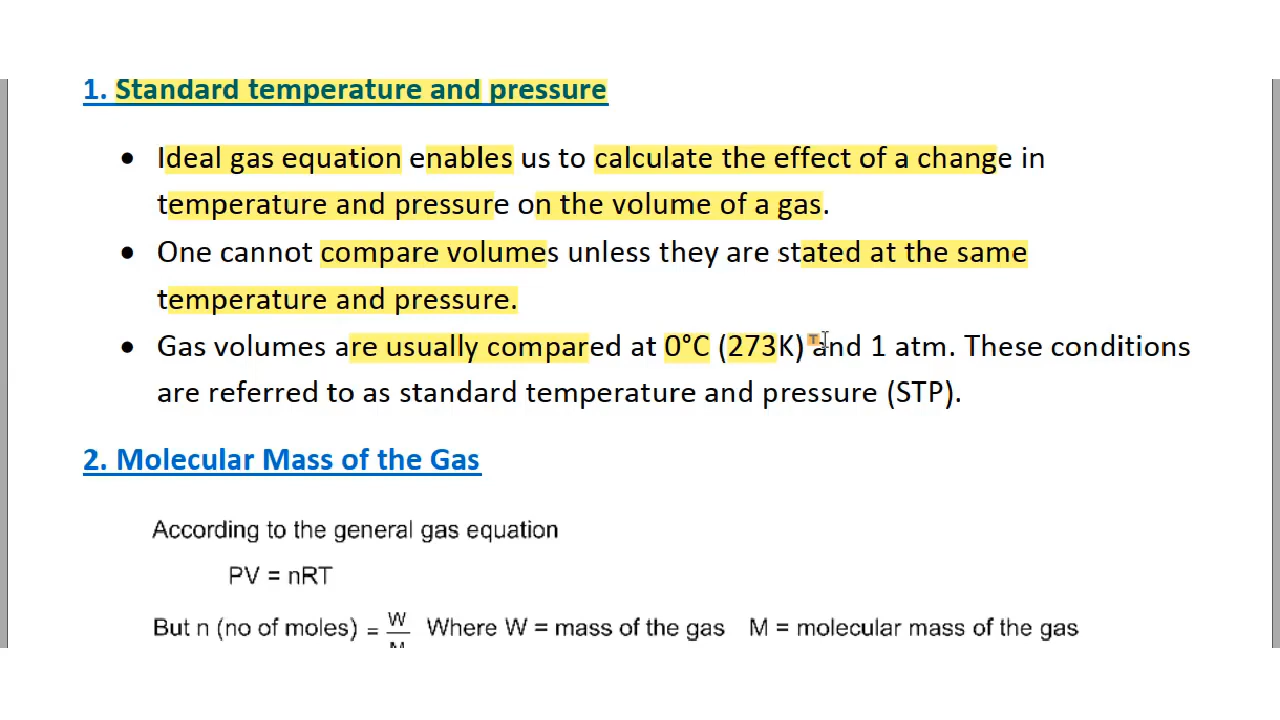 1. Standard temperature and pressure
• Ideal gas equation enables us to calculate the effect of a change in
temperature and pressure on the volume of a gas.
• One cannot compare volumes unless they are stated at the same
temperature and pressure.
• Gas volumes are usually compared at 0°C (273K) and 1 atm. These conditions
are referred to as standard temperature and pressure (STP).
2. Molecular Mass of the Gas
According to the general gas equation
PV = nRT
But n (no of moles) = W/M Where W = mass of the gas M = molecular mass of the gas